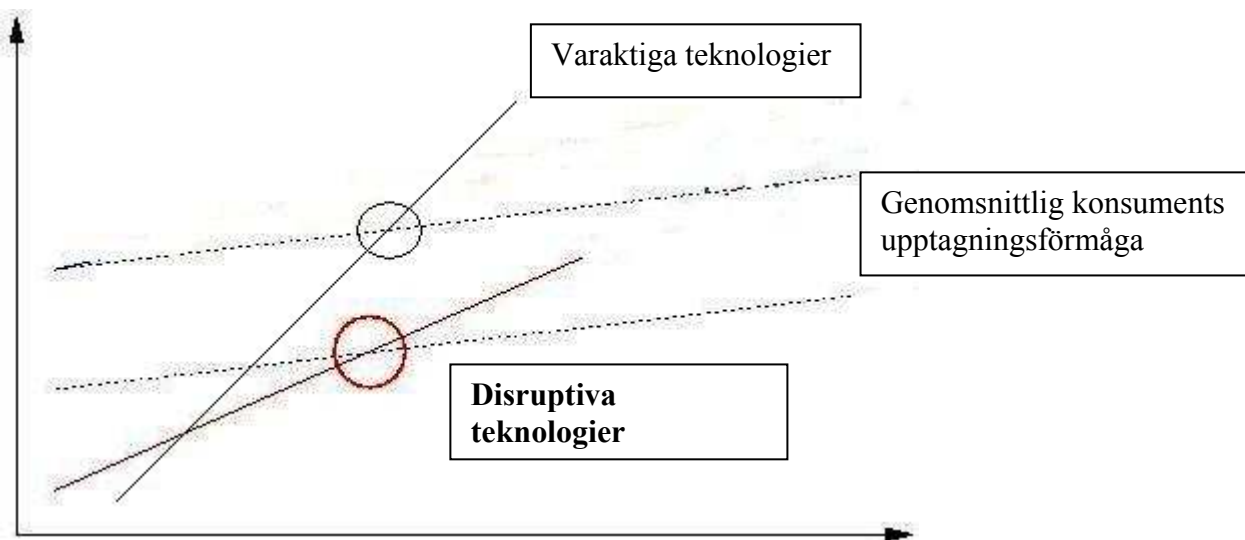 Varaktiga teknologier
Genomsnittlig konsuments
upptagningsförmåga
Disruptiva
teknologier